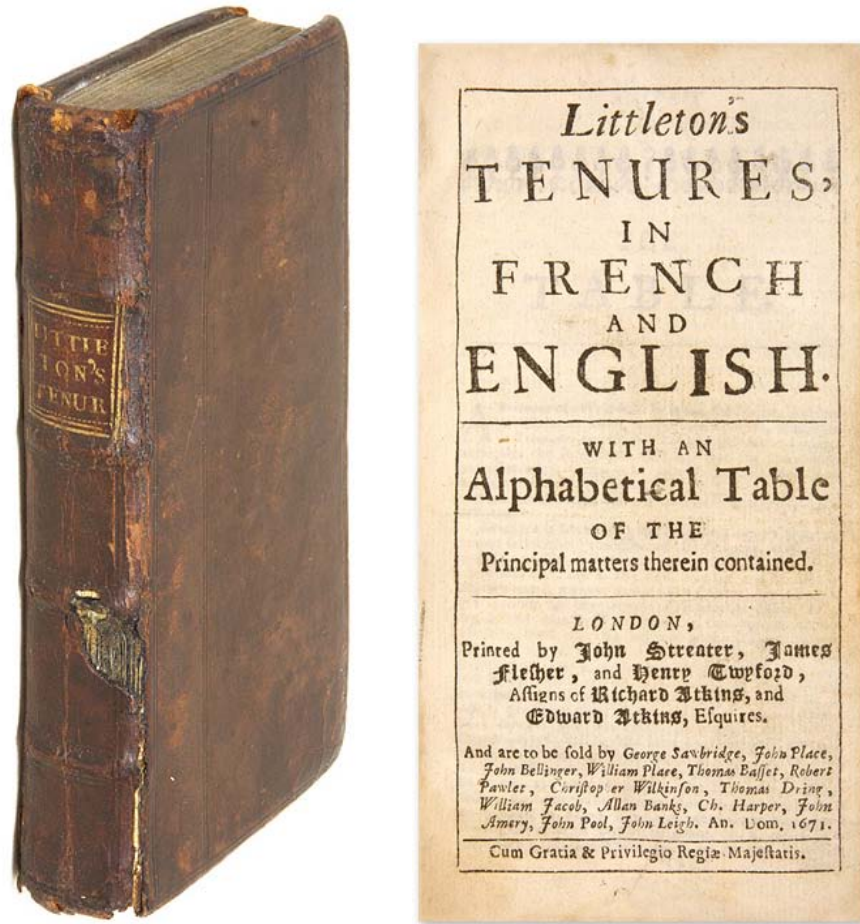 LITTLE
TON'S
TENUR
Littleton's
TENURES,
IN
FRENCH
AND
ENGLISH.
WITH AN
Alphabetical Table
OF THE
Principal matters therein contained.
LONDON,
Printed by John Streater, James
Flesher, and Henry Twyford,
Aſſigns of Richard Atkins, and
Edward Atkins, Eſquires.
And are to be ſold by George Sawbridge, John Place,
John Bellinger, William Place, Thomas Baſſet, Robert
Pawlet, Chriſtop er Wilkinſon, Thomas Dring,
William Jacob, Allan Banks, Ch. Harper, John
Amery, John Pool, John Leigh. An. Dom. 1671.
Cum Gratia & Privilegio Regiæ Majeſtatis.